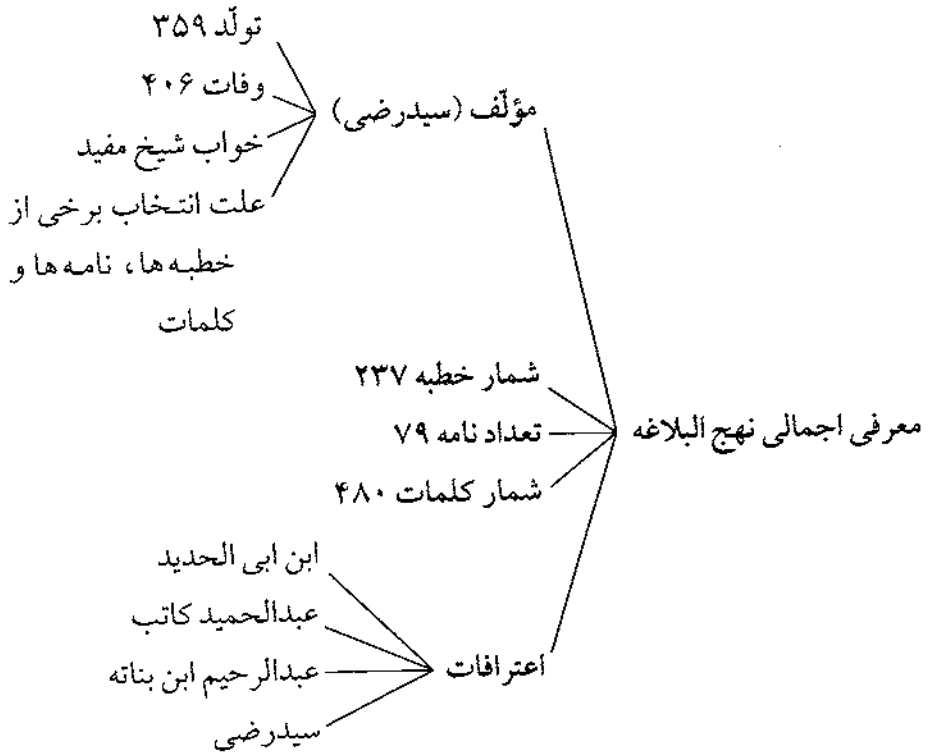 تولّد ۳۵۹
وفات ۴۰۶
مؤلّف (سیدرضی)
خواب شیخ مفید
علت انتخاب برخی از
خطبه‌ها، نامه‌ها و
کلمات
شمار خطبه ۲۳۷
معرفی اجمالی نهج البلاغه
تعداد نامه ۷۹
شمار کلمات ۴۸۰
ابن ابی الحدید
عبدالحمید کاتب
اعترافات
عبدالرحیم ابن بناته
سیدرضی